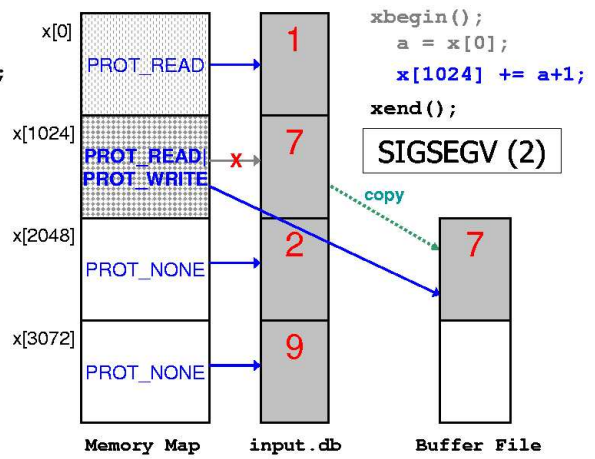 x[0]
PROT_READ
1
xbegin();
a = x[0];
;
x[1024] += a+1;
xend();
x[1024]
PROT_READ|
PROT_WRITE
x
7
SIGSEGV (2)
copy
x[2048]
PROT_NONE
2
7
x[3072]
PROT_NONE
9
Memory Map
input.db
Buffer File